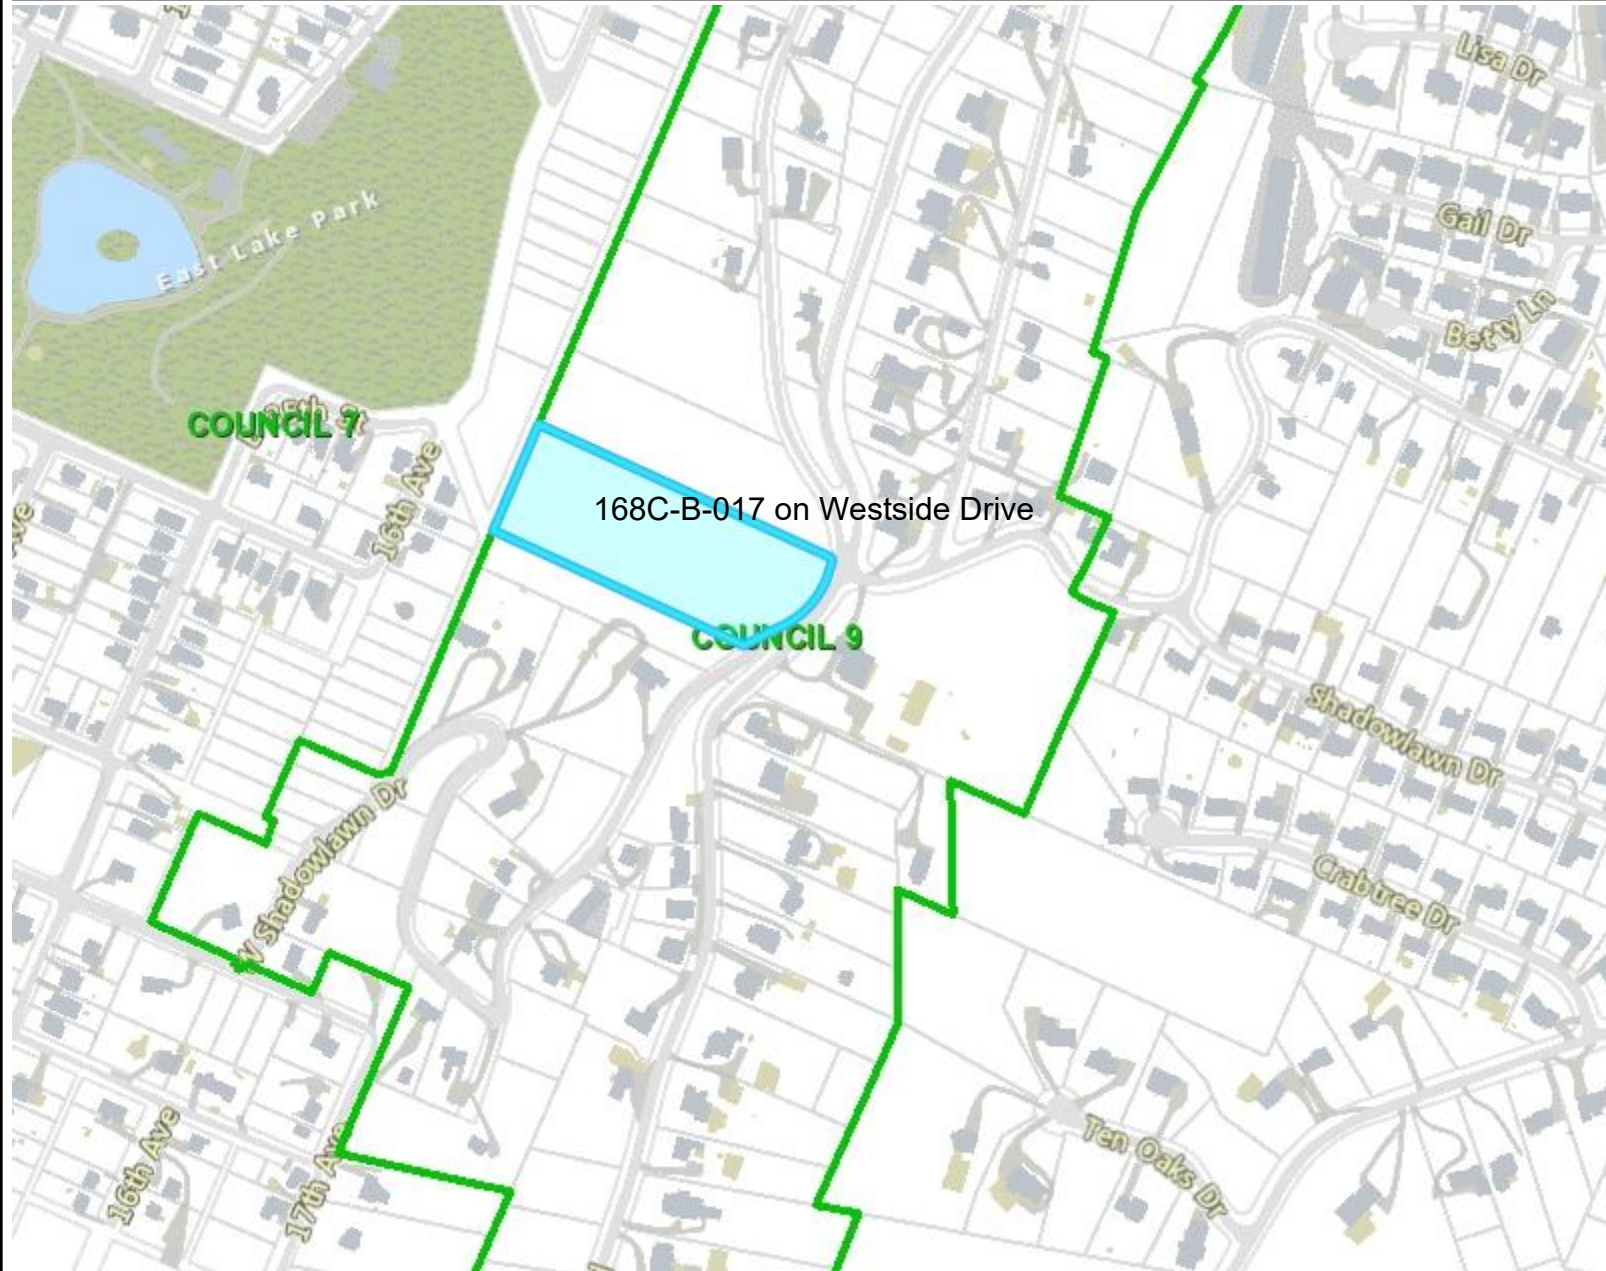 Lisa Dr
Gail Dr
East Lake Park
Betty Ln
COUNCIL 7
16th Ave
168C-B-017 on Westside Drive
COUNCIL 9
Shadowlawn Dr
W Shadowlawn Dr
Crabtree Dr
Ten Oaks Dr
16th Ave
17th Ave